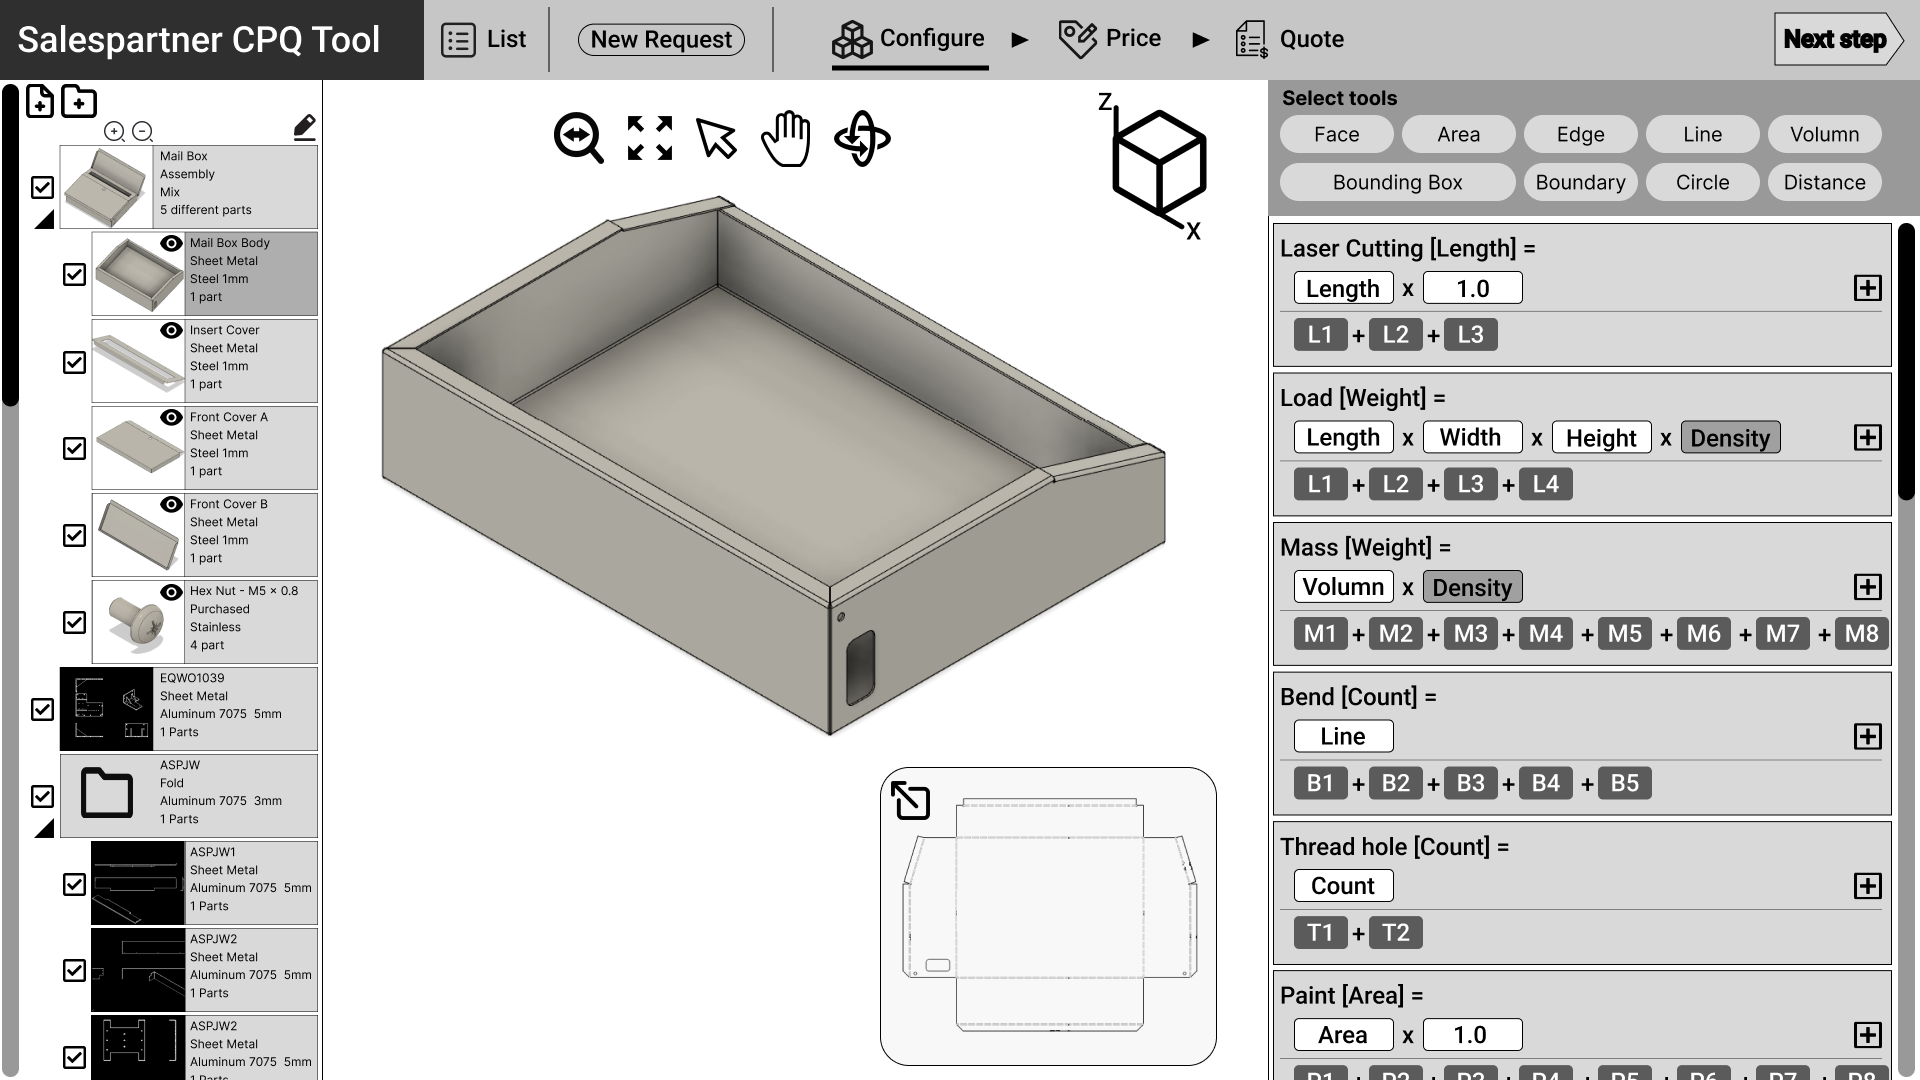 Salespartner CPQ Tool
List
New Request
Configure
Price
Quote
Next step
Mail Box
Assembly
Mix
5 different parts
Mail Box Body
Sheet Metal
Steel 1mm
1 part
Insert Cover
Sheet Metal
Steel 1mm
1 part
Front Cover A
Sheet Metal
Steel 1mm
1 part
Front Cover B
Sheet Metal
Steel 1mm
1 part
Hex Nut - M5 × 0.8
Purchased
Stainless
4 part
EQWO1039
Sheet Metal
Aluminum 7075 5mm
1 Parts
ASPJW
Fold
Aluminum 7075 3mm
1 Parts
ASPJW1
Sheet Metal
Aluminum 7075 5mm
1 Parts
ASPJW2
Sheet Metal
Aluminum 7075 5mm
1 Parts
ASPJW2
Sheet Metal
Aluminum 7075 5mm
1 Parts
Z
X
Select tools
Face Area Edge Line Volumn
Bounding Box Boundary Circle Distance
Laser Cutting [Length] =
Length x 1.0
L1 + L2 + L3
Load [Weight] =
Length x Width x Height x Density
L1 + L2 + L3 + L4
Mass [Weight] =
Volumn x Density
M1 + M2 + M3 + M4 + M5 + M6 + M7 + M8
Bend [Count] =
Line
B1 + B2 + B3 + B4 + B5
Thread hole [Count] =
Count
T1 + T2
Paint [Area] =
Area x 1.0